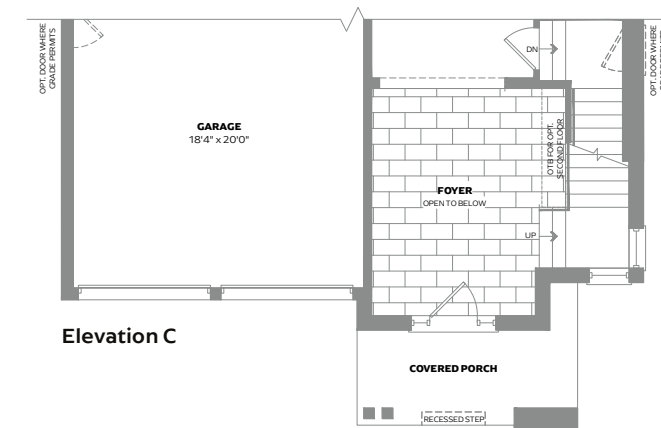 OPT. DOOR WHERE
GRADE PERMITS
GARAGE
18'4" x 20'0"
DN
OPT. DOOR WHERE
OTB FOR OPT.
SECOND FLOOR
FOYER
OPEN TO BELOW
UP
Elevation C
COVERED PORCH
RECESSED STEP